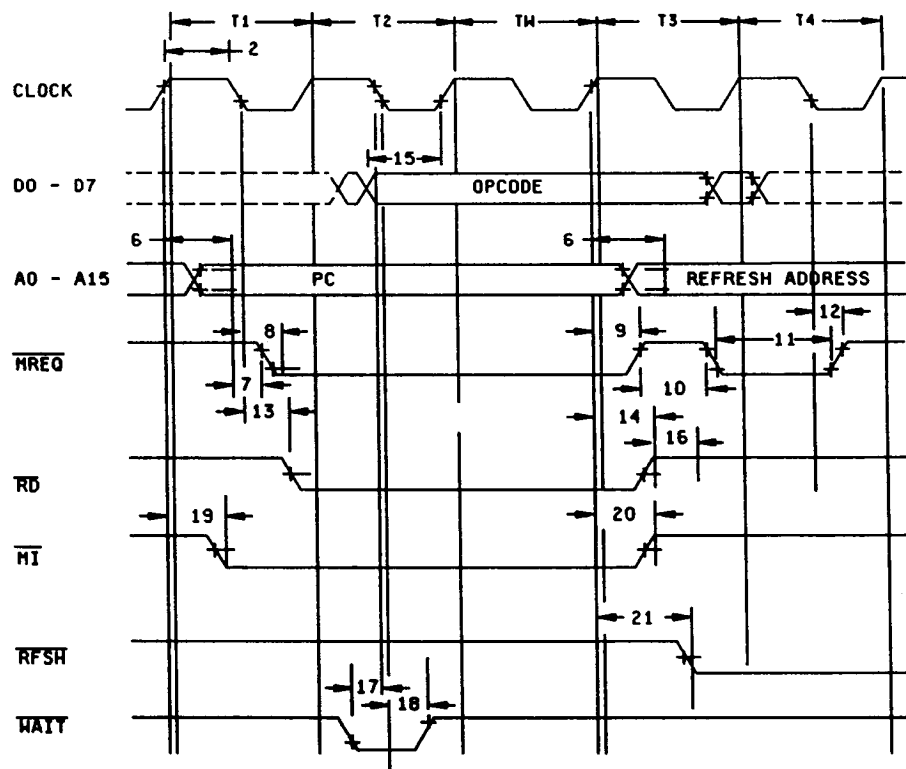 T1 T2 TW T3 T4
2
CLOCK
15
D0 - D7 OPCODE
6 6
A0 - A15 PC REFRESH ADDRESS
12
8 9 11
MREQ
7 10
13 14 16
RD
19 20
MI
21
RFSH
17 18
WAIT